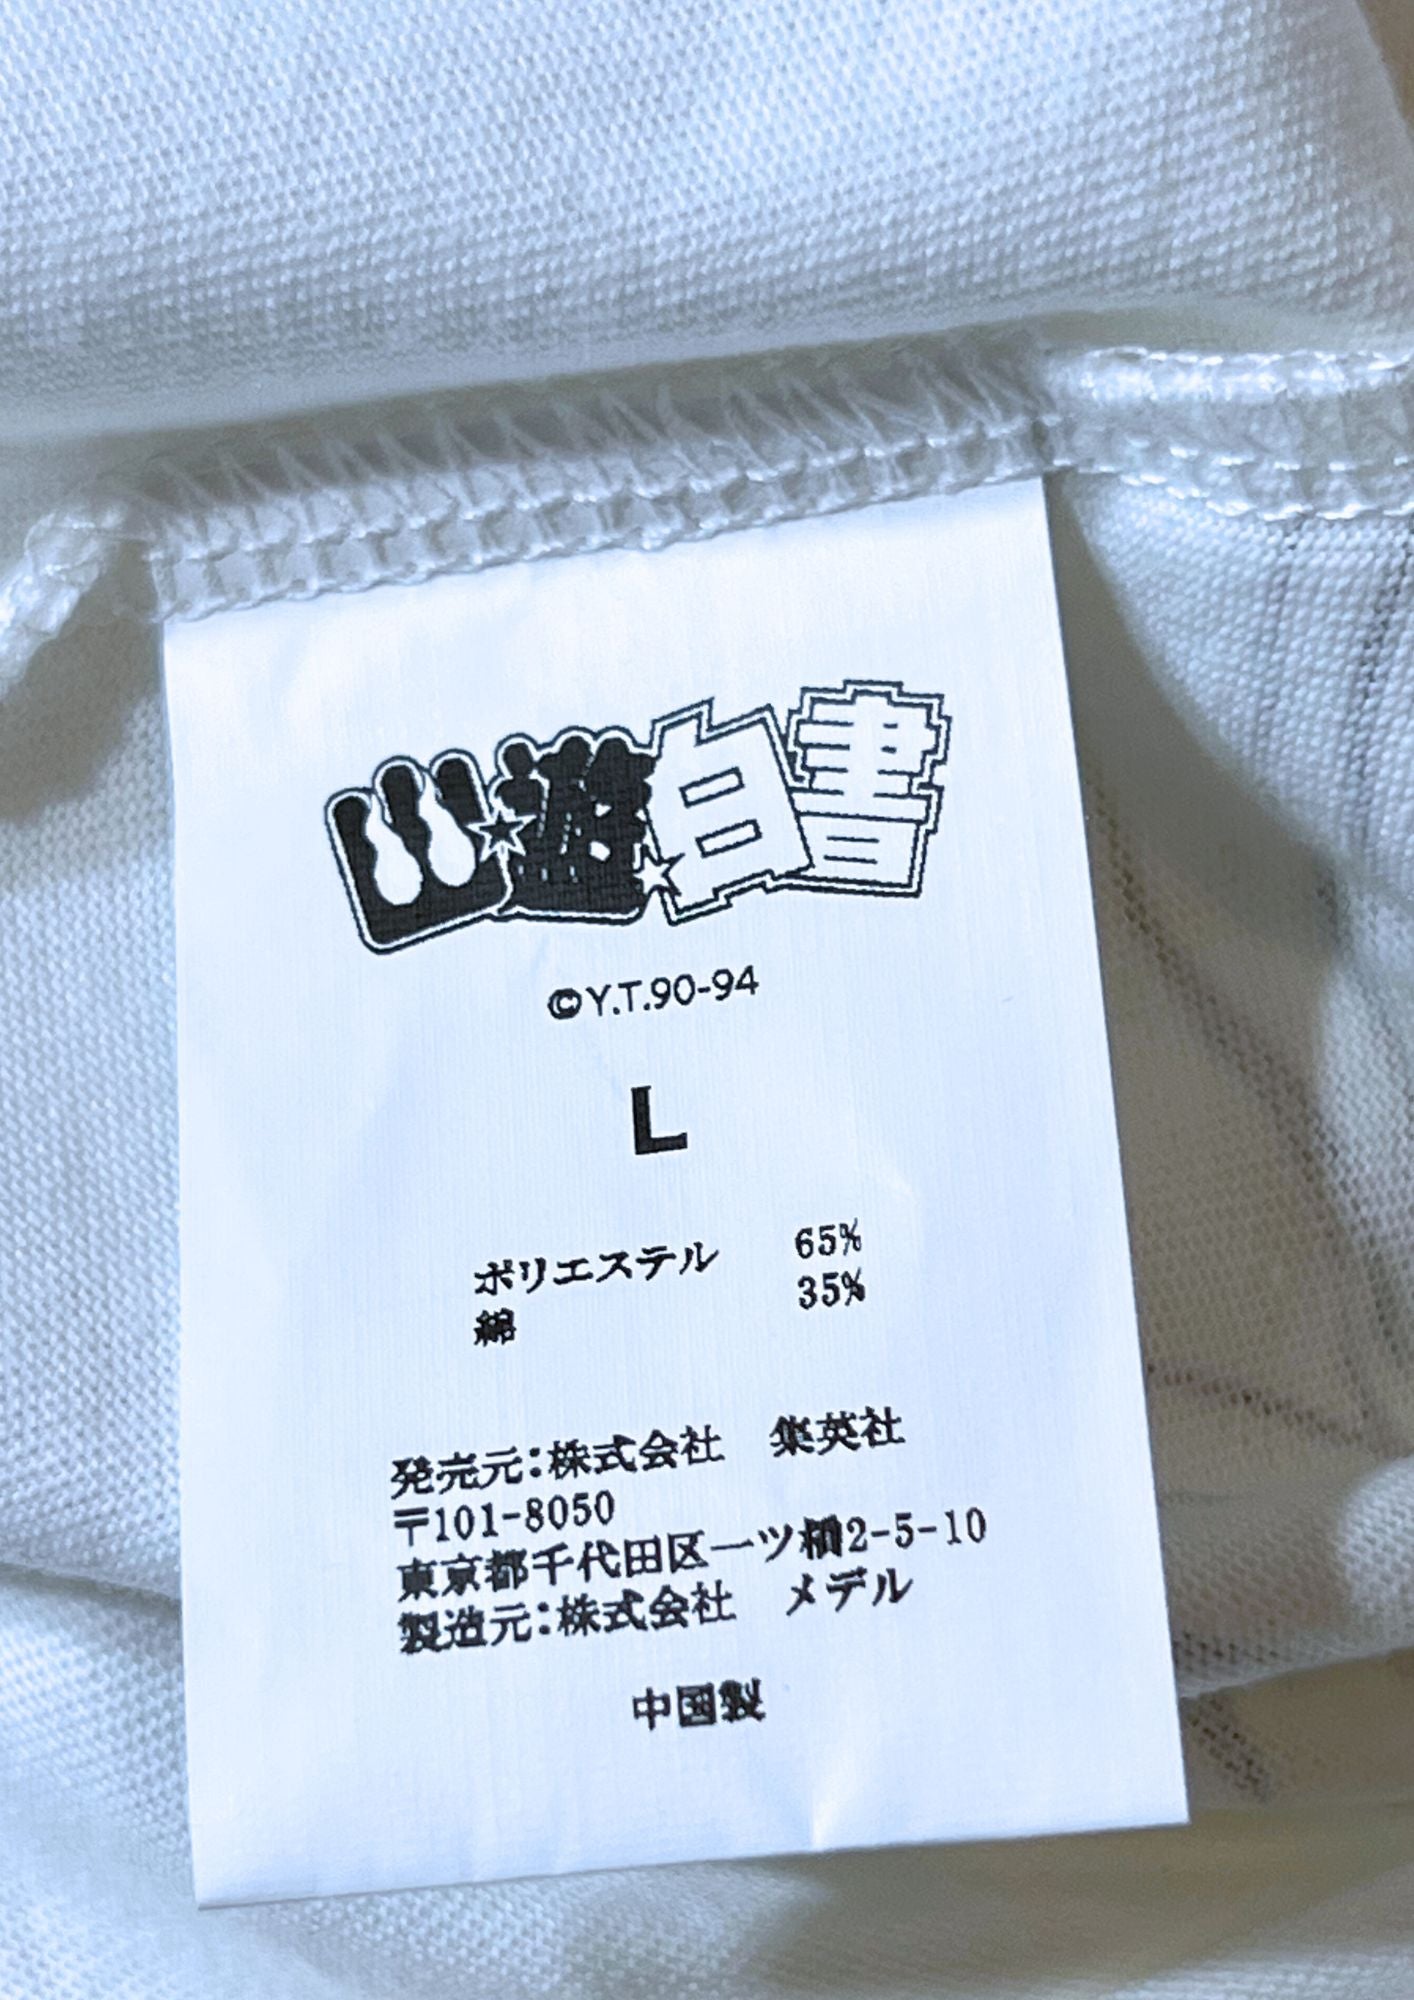 幽遊白書
©Y.T.90-94
L
ポリエステル 65%
綿 35%
発売元:株式会社 集英社
〒101-8050
東京都千代田区一ツ橋2-5-10
製造元:株式会社 メデル
中国製